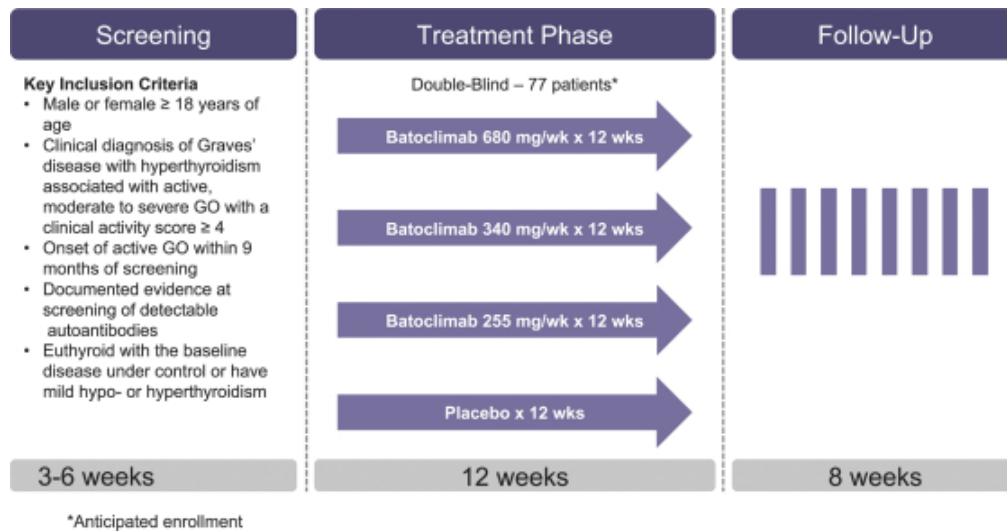 Screening
Treatment Phase
Follow-Up
Key Inclusion Criteria
• Male or female ≥ 18 years of
age
• Clinical diagnosis of Graves'
disease with hyperthyroidism
associated with active,
moderate to severe GO with a
clinical activity score ≥ 4
• Onset of active GO within 9
months of screening
• Documented evidence at
screening of detectable
autoantibodies
• Euthyroid with the baseline
disease under control or have
mild hypo- or hyperthyroidism
Double-Blind – 77 patients*
Batoclimab 680 mg/wk x 12 wks
Batoclimab 340 mg/wk x 12 wks
Batoclimab 255 mg/wk x 12 wks
Placebo x 12 wks
3-6 weeks
12 weeks
8 weeks
*Anticipated enrollment